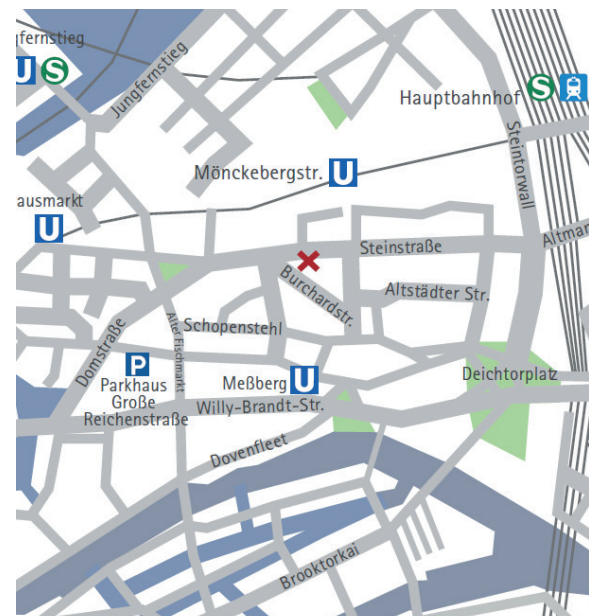 gfernstieg
U S
Jungfernstieg
Hauptbahnhof S
Steintorwall
Mönckebergstr. U
ausmarkt
U
Steinstraße
Altmar
Burchardstr.
Altstädter Str.
Schopenstehl
Alter Fischmarkt
Domstraße
P
Parkhaus
Große
Reichenstraße
Meßberg U
Deichtorplatz
Willy-Brandt-Str.
Dovenfleet
Brooktorkai